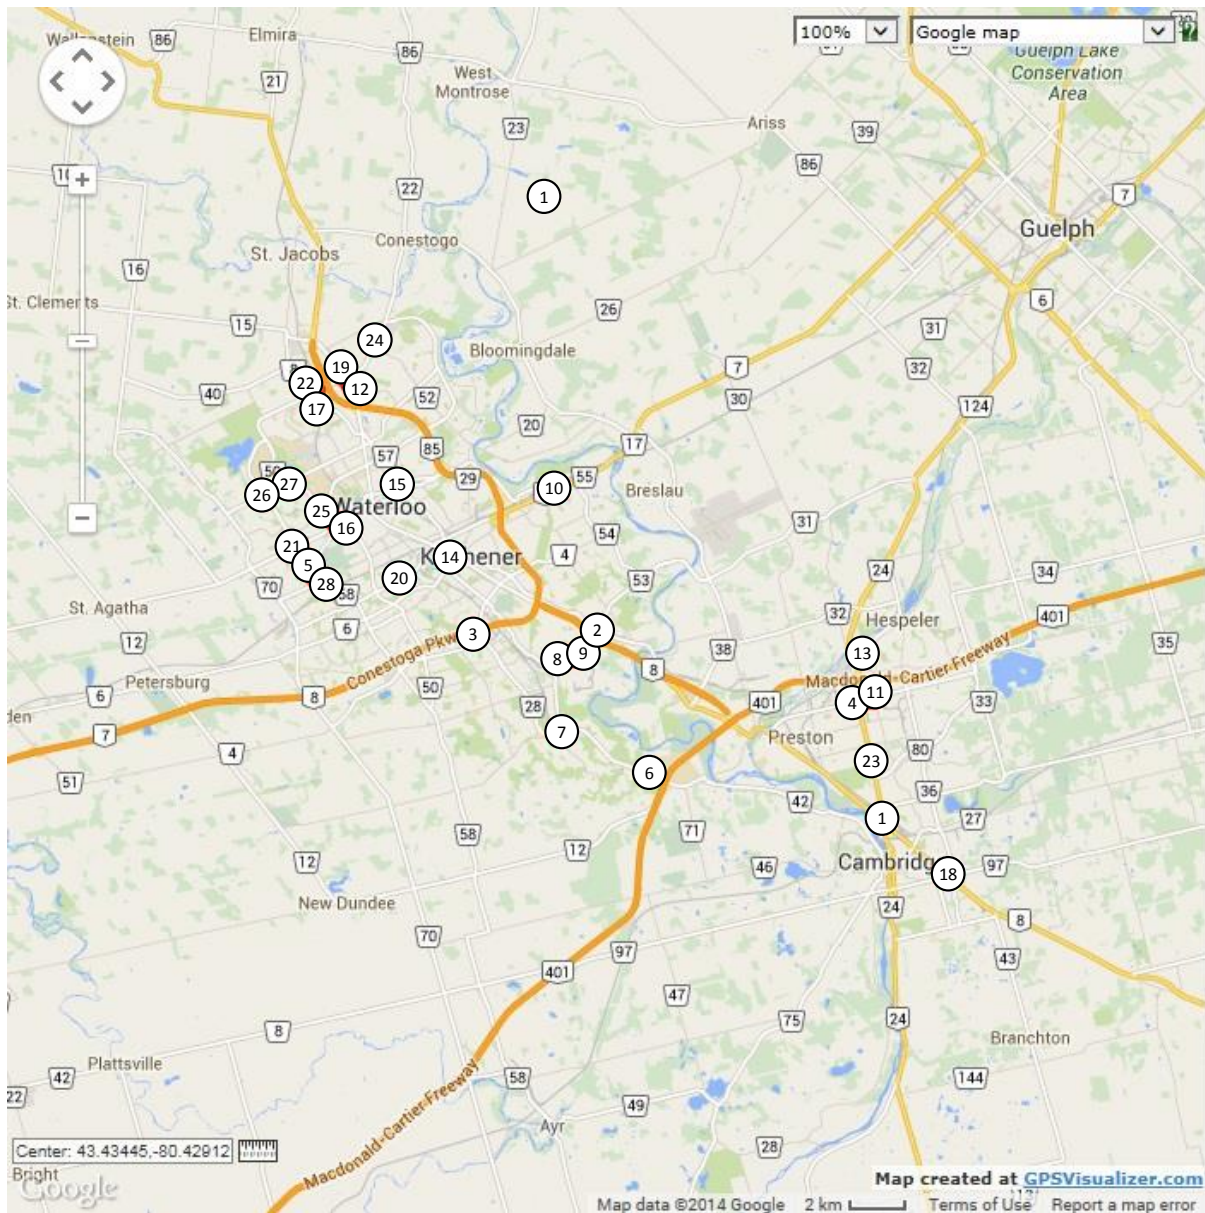 100%
Google map
?
Wallenstein
86
Elmira
86
21
West
Montrose
23
Guelph Lake
Conservation
Area
Ariss
39
86
22
1
7
Guelph
St. Jacobs
Conestogo
16
St. Clements
15
26
6
31
24
Bloomingdale
19
22
12
8
40
17
52
7
32
30
124
20
85
17
57
29
55
27
26
15
10
Breslau
25
Waterloo
16
31
54
21
14
Kitchener
4
5
28
58
20
70
53
24
34
St. Agatha
12
6
3
2
32
Hespeler
401
35
8
9
38
13
Conestoga Pkwy
Petersburg
6
8
50
8
Macdonald-Cartier Freeway
11
4
401
33
28
7
7
4
Preston
80
51
6
23
42
36
1
27
71
58
12
12
46
Cambridge
97
18
New Dundee
24
8
70
97
43
401
47
8
75
24
Branchton
Plattsville
42
22
58
144
49
Ayr
Macdonald-Cartier Freeway
28
Center: 43.43445,-80.42912
Bright
Google
Map created at GPSVisualizer.com
Map data ©2014 Google
2 km
Terms of Use
Report a map error